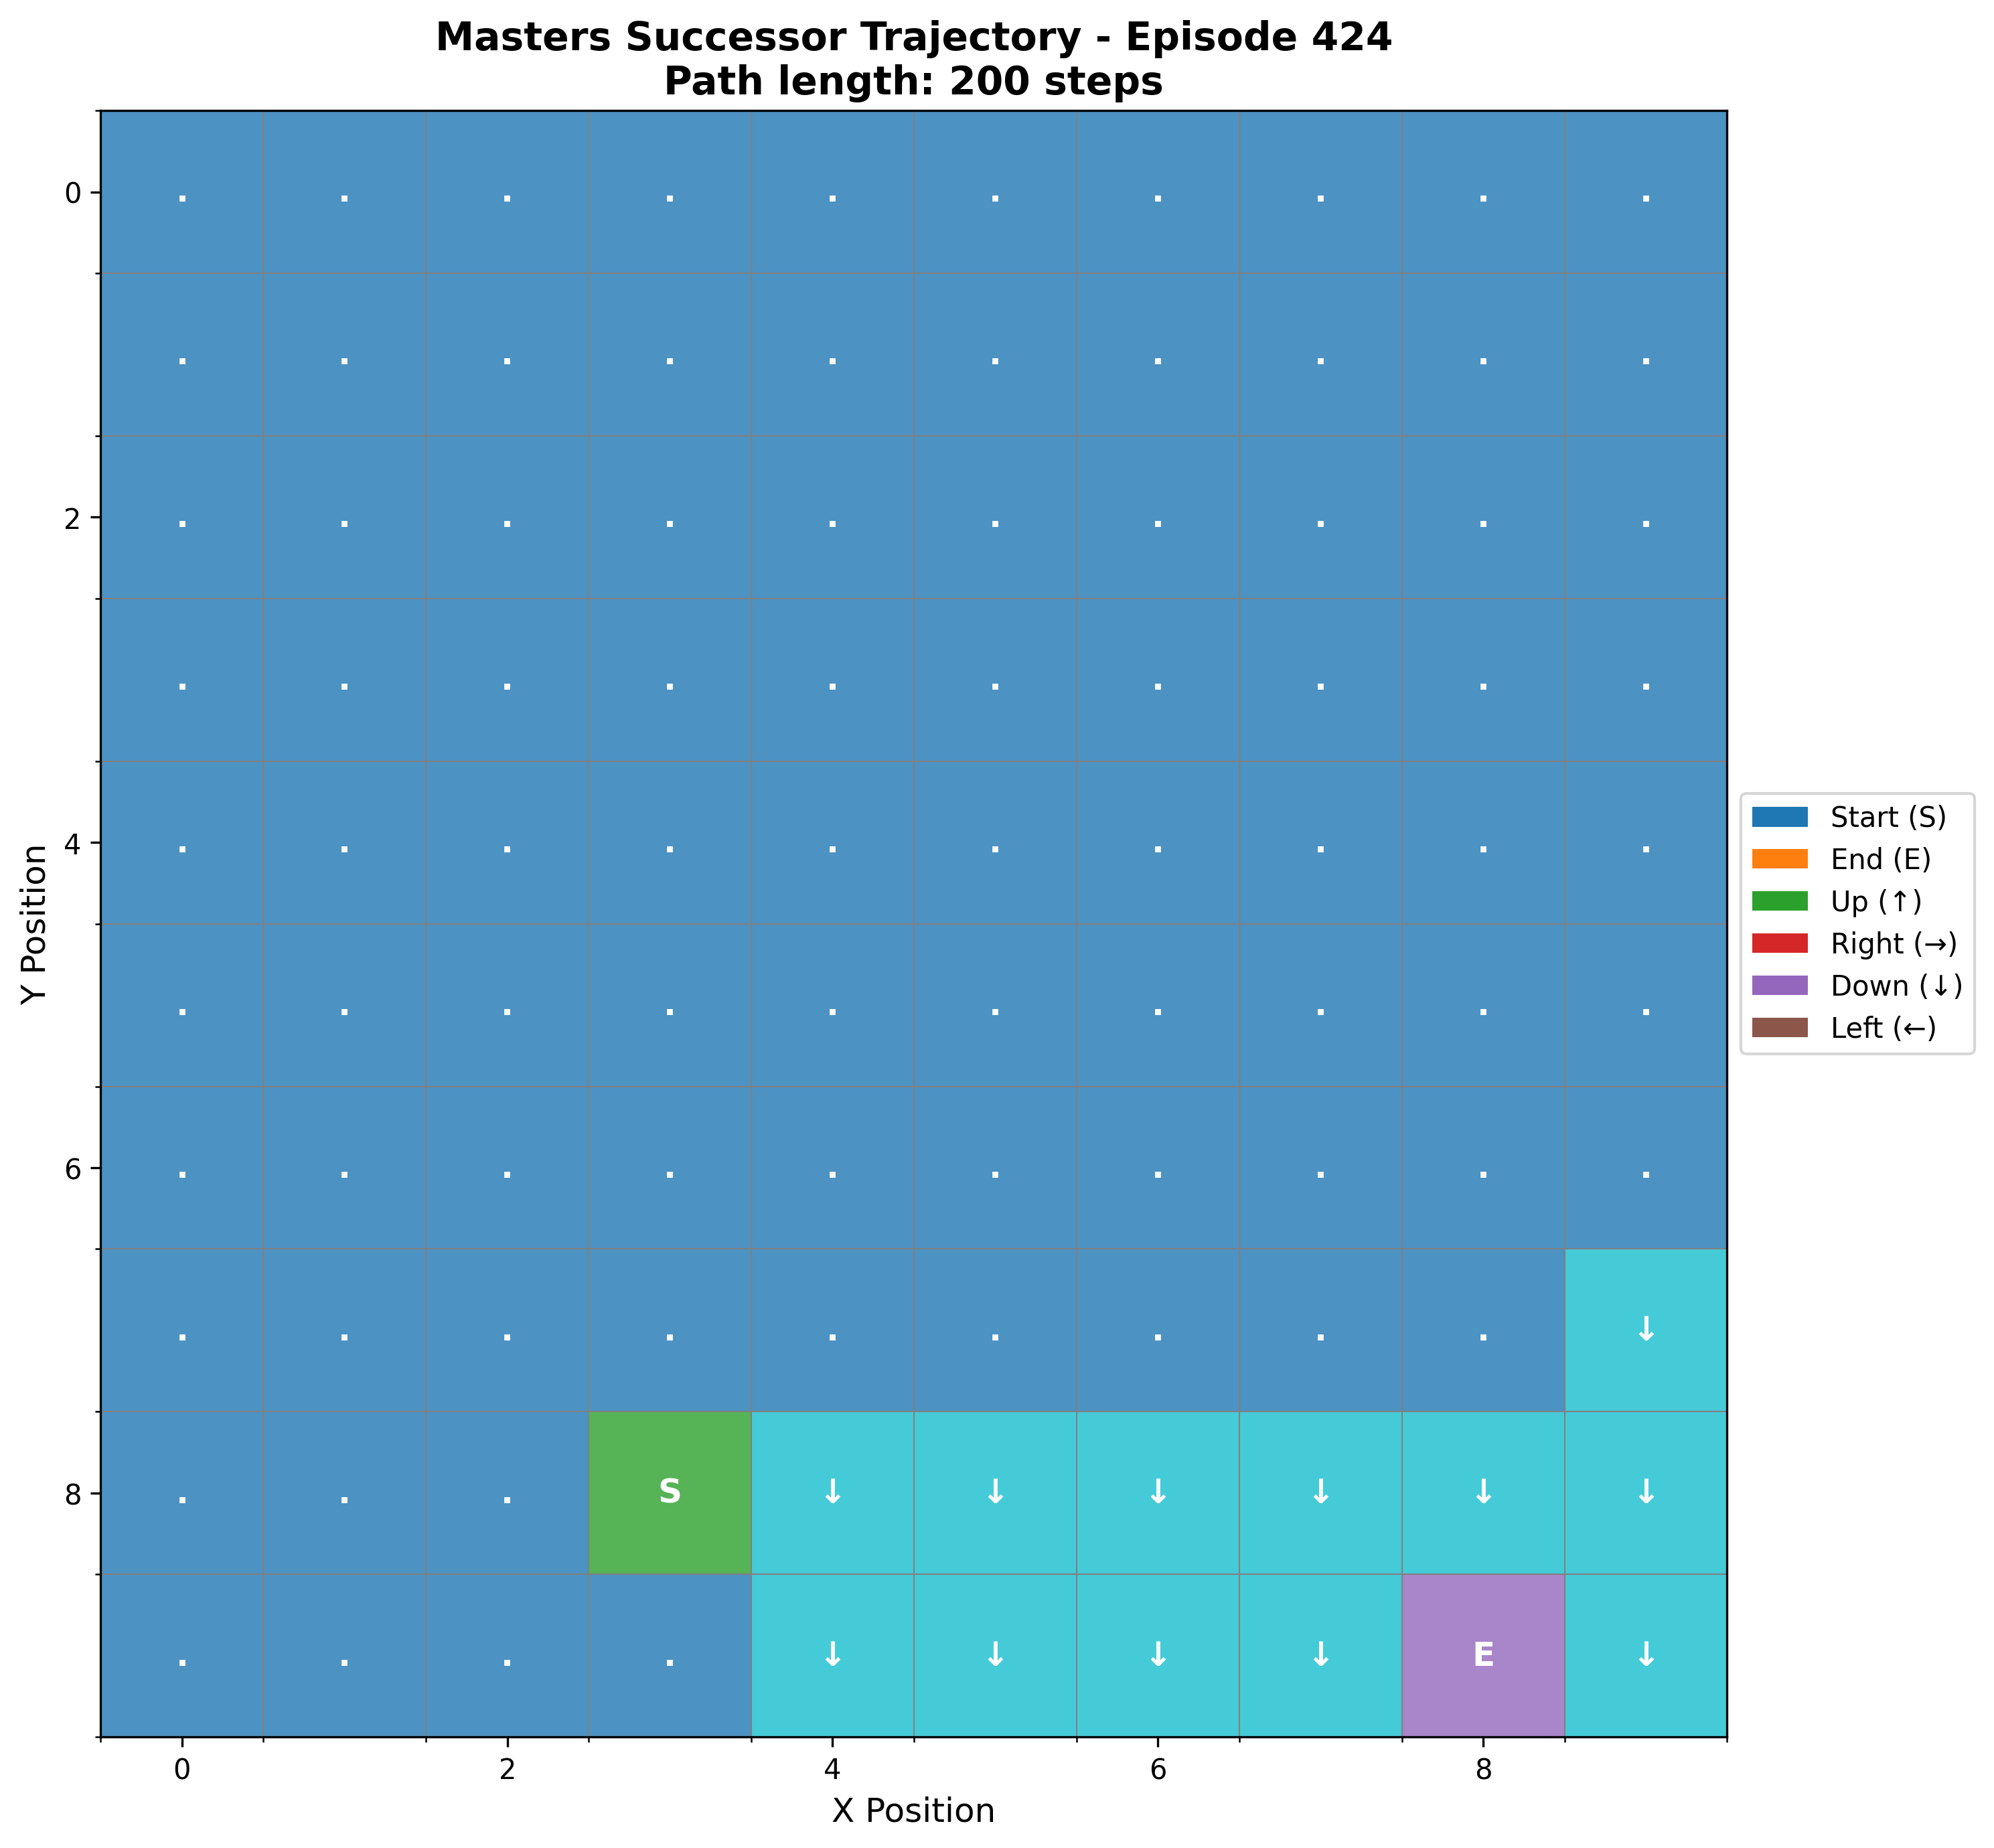 Masters Successor Trajectory - Episode 424
Path length: 200 steps
0 . . . . . . . . . .
. . . . . . . . . .
2 . . . . . . . . . .
. . . . . . . . . .
4 . . . . . . . . . .
. . . . . . . . . .
6 . . . . . . . . . .
. . . . . . . . . ↓
8 . . . S ↓ ↓ ↓ ↓ ↓ ↓
. . . . ↓ ↓ ↓ ↓ E ↓
0 2 4 6 8
X Position
Y Position
Start (S)
End (E)
Up (↑)
Right (→)
Down (↓)
Left (←)